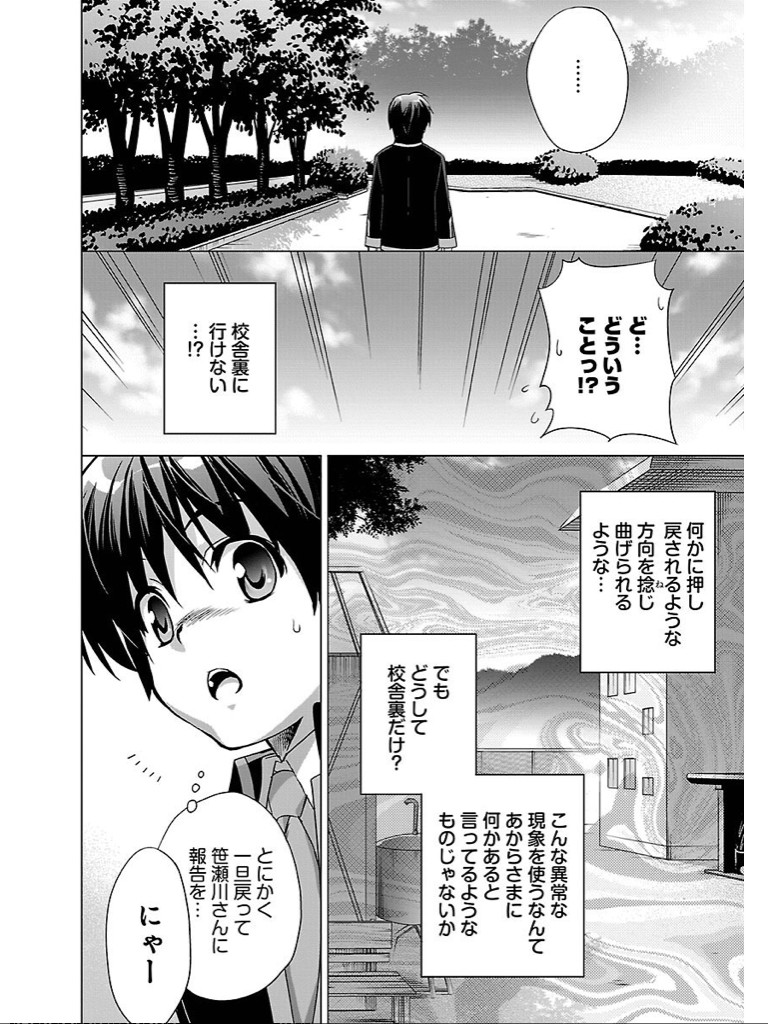 ……
ど…
どういう
ことっ!?
校舎裏に
行けない
…!?
何かに押し
戻されるような
方向を捻じ
ね
曲げられる
ような…
でも
どうして
校舎裏だけ?
こんな異常な
現象を使うなんて
あからさまに
何かあると
言ってるような
ものじゃないか
とにかく
一旦戻って
笹瀬川さんに
報告を…
にゃー